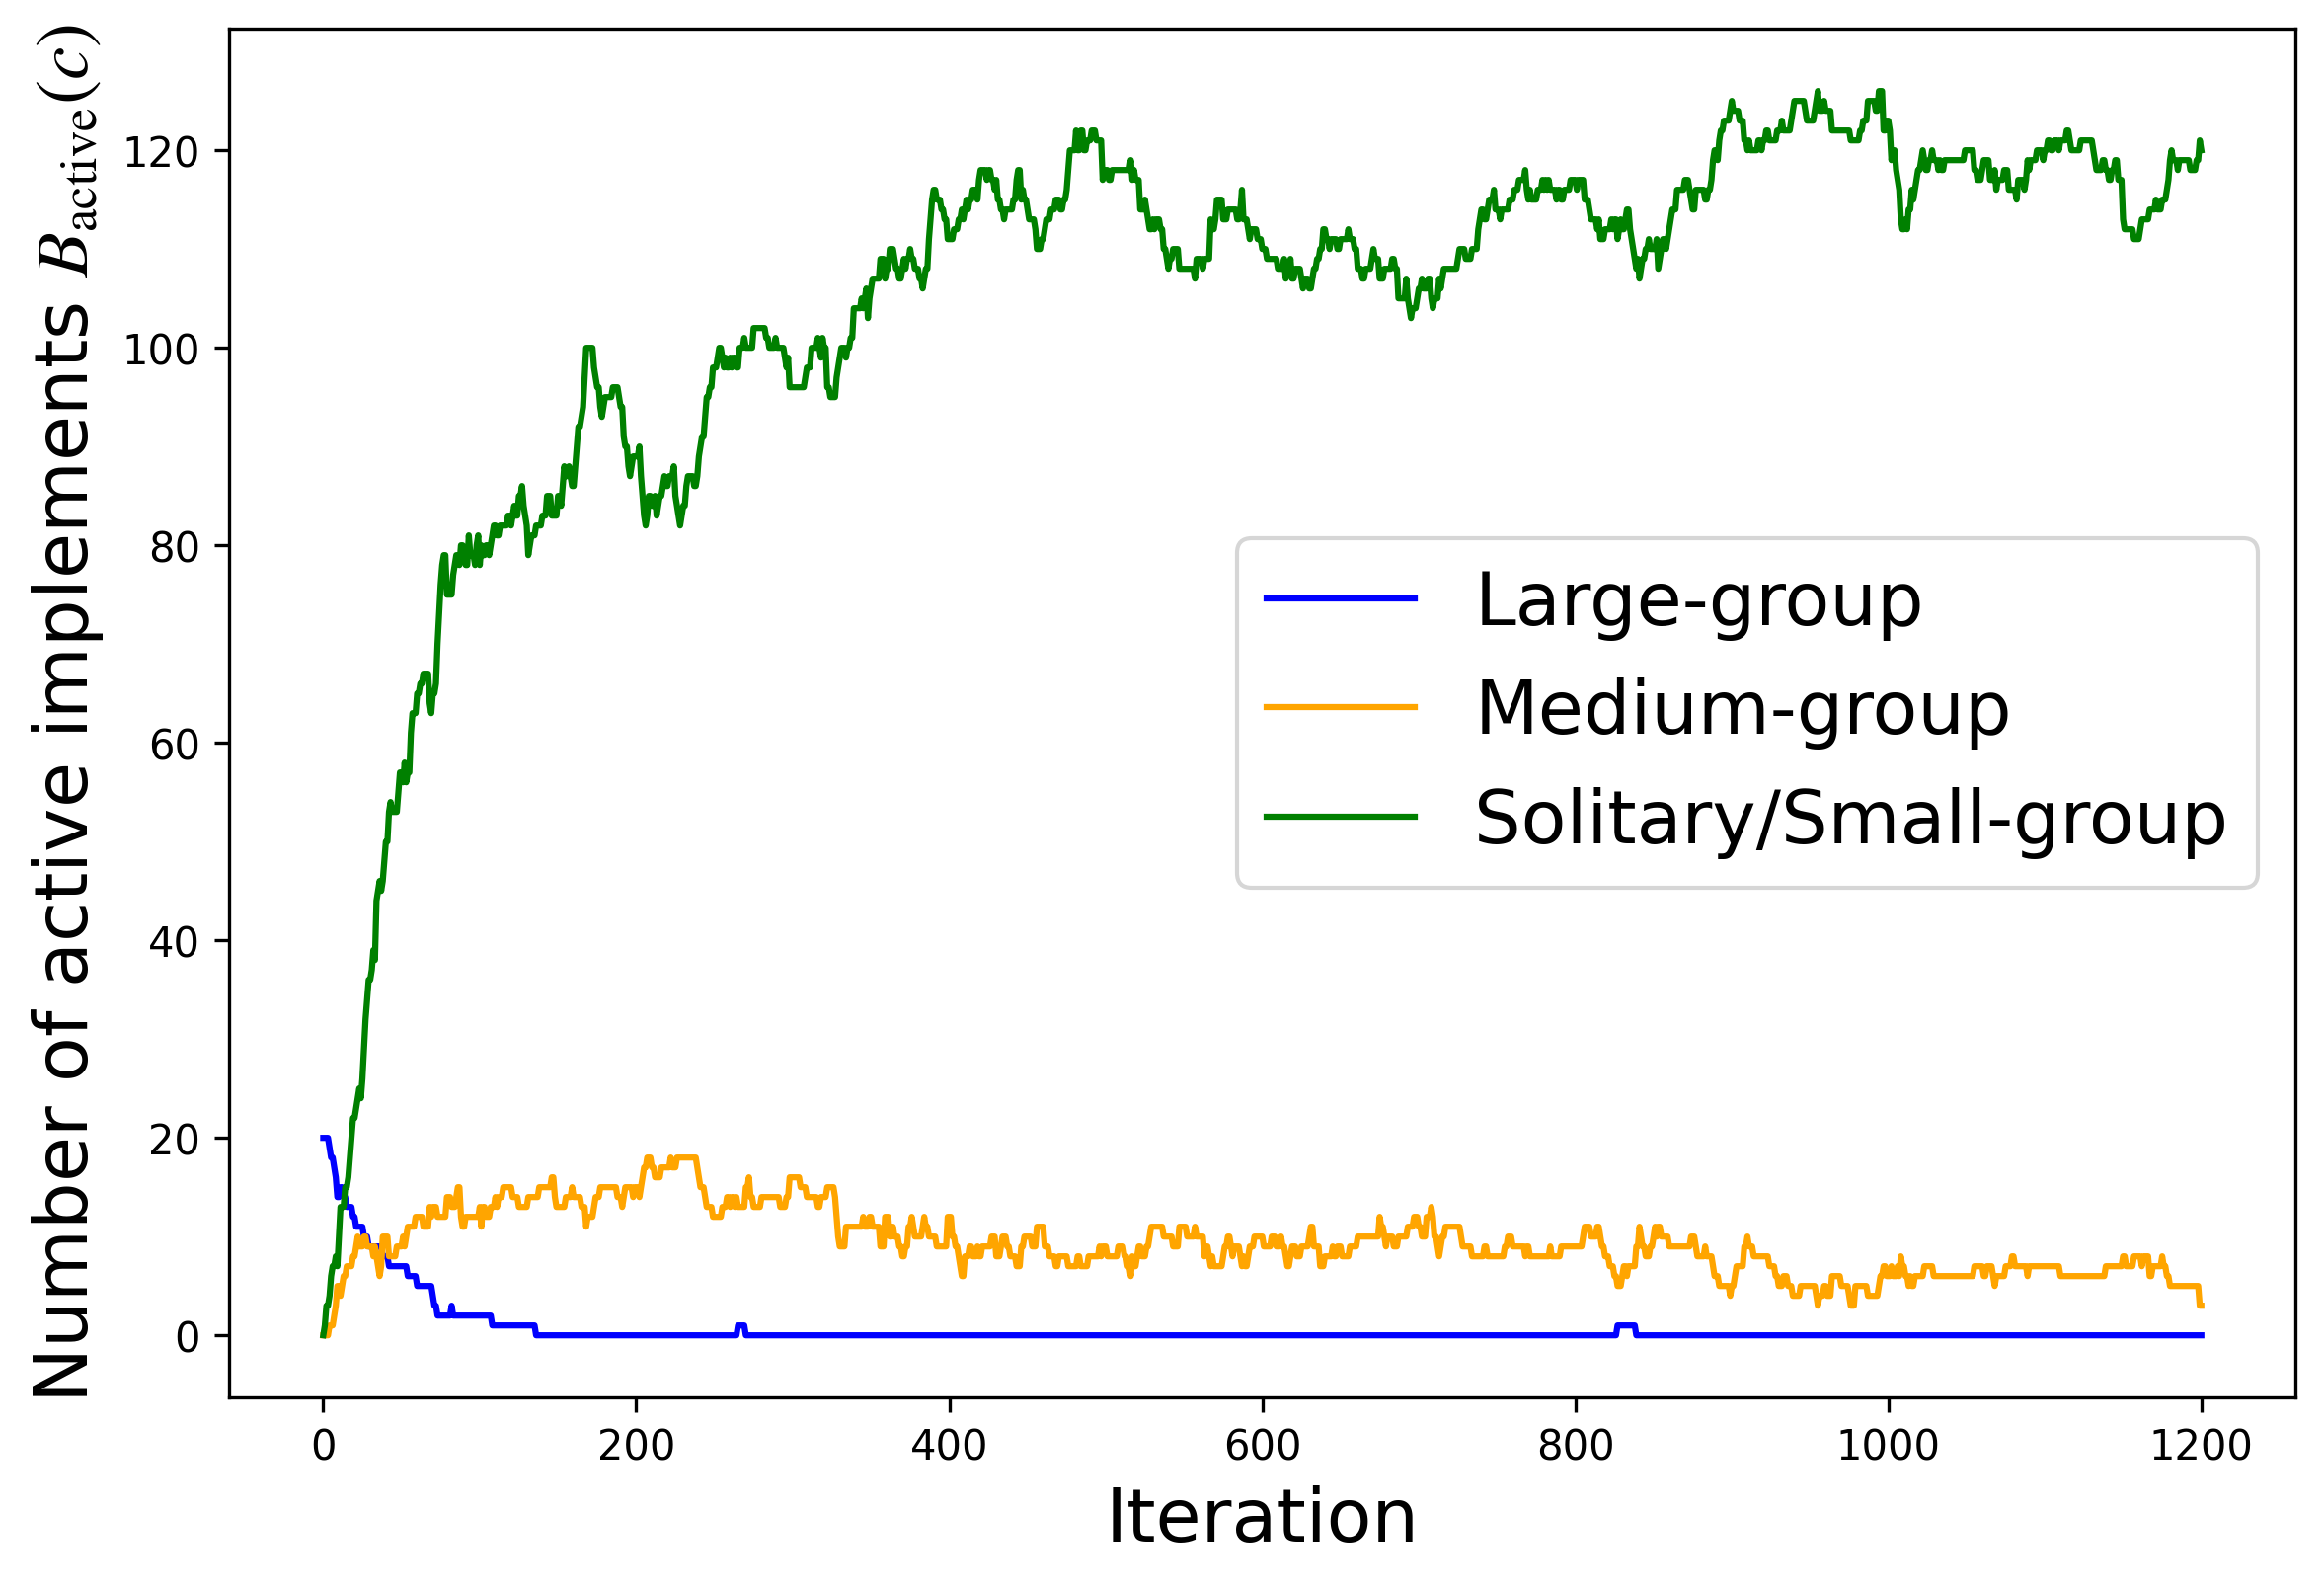 Number of active implements B_active(c)
120
100
80
60
40
20
0
Large-group
Medium-group
Solitary/Small-group
0 200 400 600 800 1000 1200
Iteration